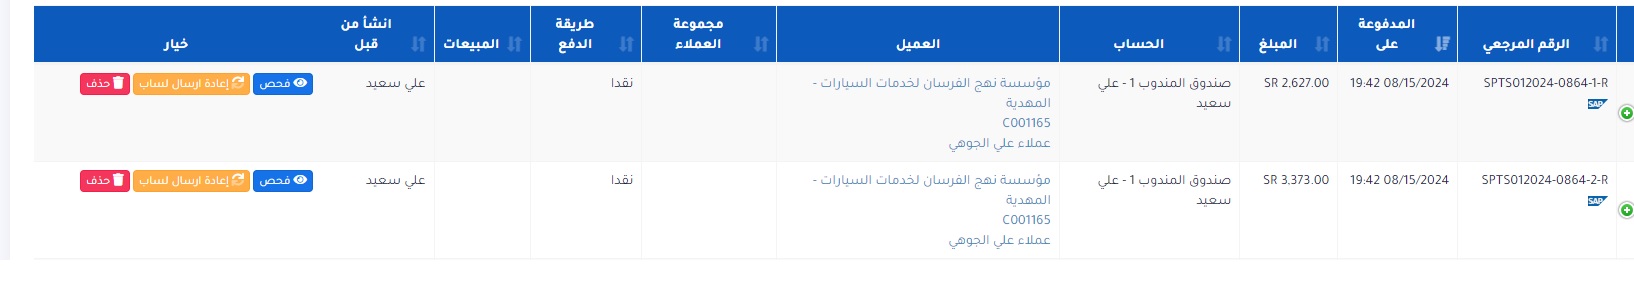 الرقم المرجعي
المدفوعة على
المبلغ
الحساب
العميل
مجموعة العملاء
طريقة الدفع
المبيعات
انشأ من قبل
خيار
SPTS012024-0864-1-R
SAP
19:42 08/15/2024
SR 2,627.00
صندوق المندوب 1 - علي
سعيد
مؤسسة نهج الفرسان لخدمات السيارات -
المهدية
C001165
عملاء علي الجوهي
نقدا
علي سعيد
فحص
إعادة ارسال لساب
حذف
SPTS012024-0864-2-R
SAP
19:42 08/15/2024
SR 3,373.00
صندوق المندوب 1 - علي
سعيد
مؤسسة نهج الفرسان لخدمات السيارات -
المهدية
C001165
عملاء علي الجوهي
نقدا
علي سعيد
فحص
إعادة ارسال لساب
حذف